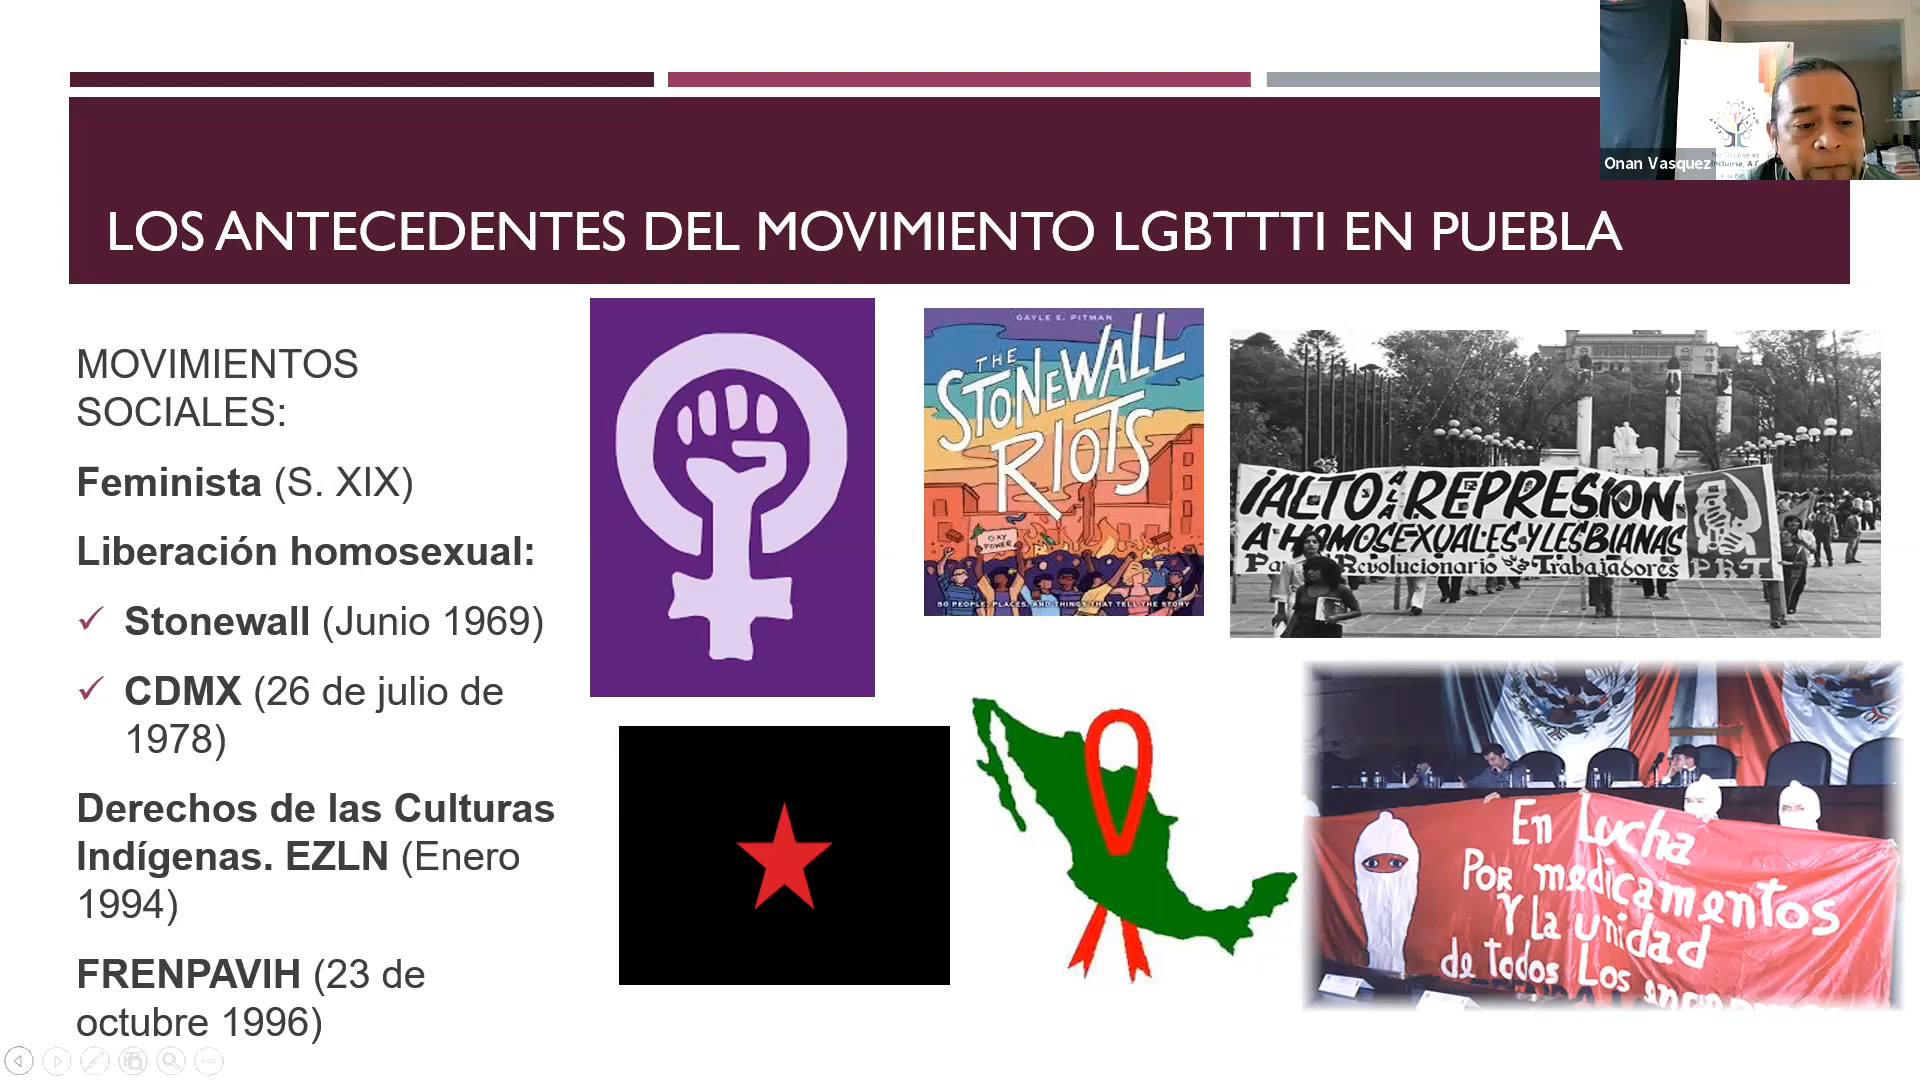 Onan Vasquez
LOS ANTECEDENTES DEL MOVIMIENTO LGBTTTI EN PUEBLA
MOVIMIENTOS
SOCIALES:
Feminista (S. XIX)
Liberación homosexual:
✓ Stonewall (Junio 1969)
✓ CDMX (26 de julio de
1978)
Derechos de las Culturas
Indígenas. EZLN (Enero
1994)
FRENPAVIH (23 de
octubre 1996)
GAYLE E. PITMAN
THE
STONEWALL
RIOTS
GAY
POWER
50 PEOPLE, PLACES, AND THINGS THAT TELL THE STORY
¡ALTO A LA REPRESION
A HOMOSEXUALES Y LESBIANAS
Revolucionario de los Trabajadores
PRT
En Lucha
Por medicamentos
Y La unidad
de todos Los